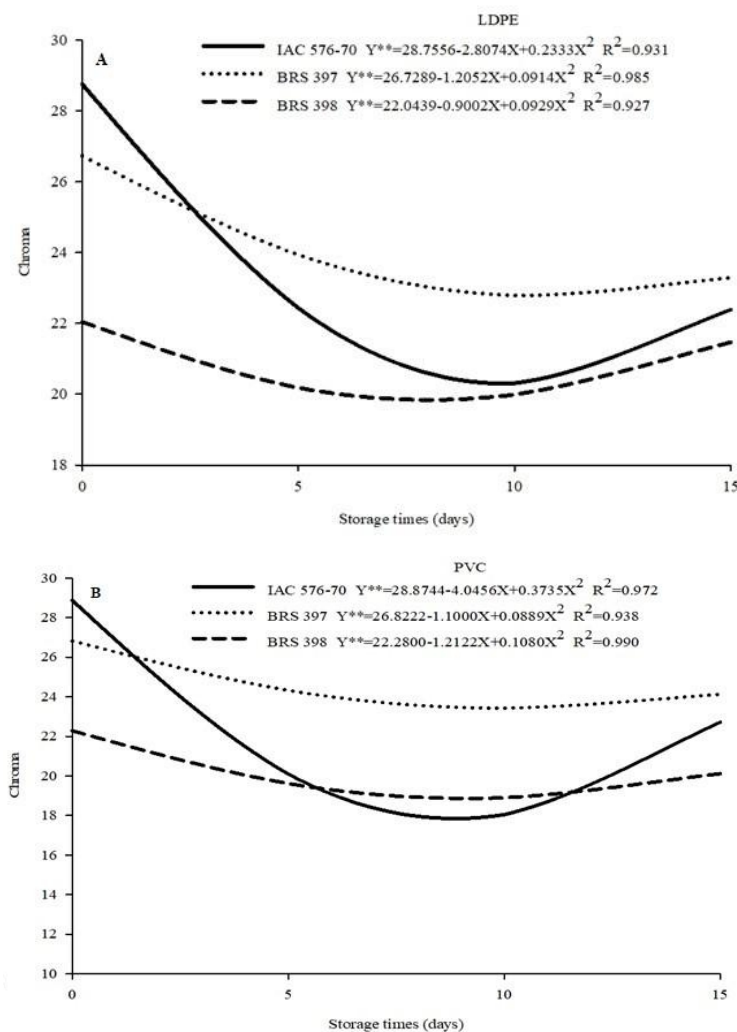 LDPE
A
IAC 576-70 Y**=28.7556-2.8074X+0.2333X² R²=0.931
BRS 397 Y**=26.7289-1.2052X+0.0914X² R²=0.985
BRS 398 Y**=22.0439-0.9002X+0.0929X² R²=0.927
30
28
26
24
22
20
18
Chroma
0 5 10 15
Storage times (days)
PVC
B
IAC 576-70 Y**=28.8744-4.0456X+0.3735X² R²=0.972
BRS 397 Y**=26.8222-1.1000X+0.0889X² R²=0.938
BRS 398 Y**=22.2800-1.2122X+0.1080X² R²=0.990
30
28
26
24
22
20
18
16
14
12
10
Chroma
0 5 10 15
Storage times (days)